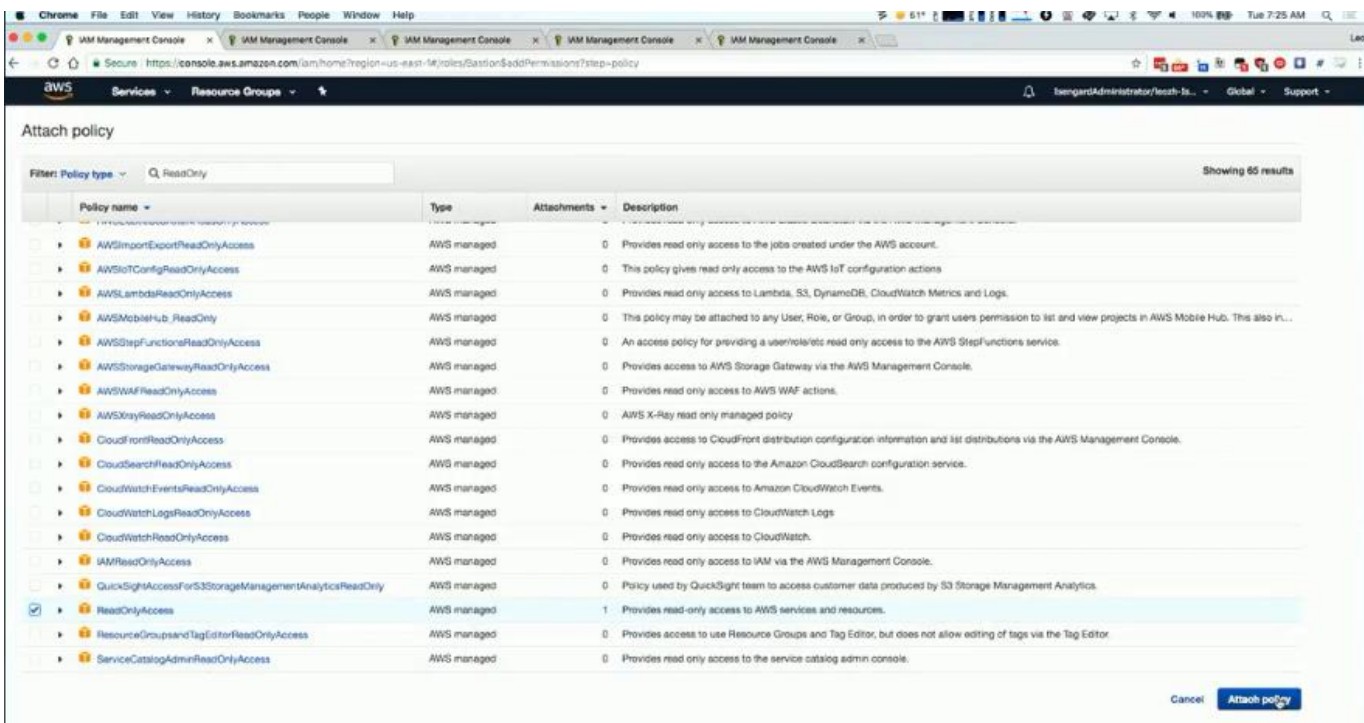 Chrome File Edit View History Bookmarks People Window Help 61° 100% Tue 7:25 AM
IAM Management Console IAM Management Console IAM Management Console IAM Management Console IAM Management Console
Secure https://console.aws.amazon.com/iam/home?region=us-east-1#/roles/Bastion$addPermissions?step=policy
aws Services Resource Groups IsengardAdministrator/leozh-Is... Global Support
Attach policy
Filter: Policy type ReadOnly Showing 65 results
Policy name Type Attachments Description
AWSImportExportReadOnlyAccess AWS managed 0 Provides read only access to the jobs created under the AWS account.
AWSIoTConfigReadOnlyAccess AWS managed 0 This policy gives read only access to the AWS IoT configuration actions
AWSLambdaReadOnlyAccess AWS managed 0 Provides read only access to Lambda, S3, DynamoDB, CloudWatch Metrics and Logs.
AWSMobileHub_ReadOnly AWS managed 0 This policy may be attached to any User, Role, or Group, in order to grant users permission to list and view projects in AWS Mobile Hub. This also in...
AWSStepFunctionsReadOnlyAccess AWS managed 0 An access policy for providing a user/role/etc read only access to the AWS StepFunctions service.
AWSStorageGatewayReadOnlyAccess AWS managed 0 Provides access to AWS Storage Gateway via the AWS Management Console.
AWSWAFReadOnlyAccess AWS managed 0 Provides read only access to AWS WAF actions.
AWSXrayReadOnlyAccess AWS managed 0 AWS X-Ray read only managed policy
CloudFrontReadOnlyAccess AWS managed 0 Provides access to CloudFront distribution configuration information and list distributions via the AWS Management Console.
CloudSearchReadOnlyAccess AWS managed 0 Provides read only access to the Amazon CloudSearch configuration service.
CloudWatchEventsReadOnlyAccess AWS managed 0 Provides read only access to Amazon CloudWatch Events.
CloudWatchLogsReadOnlyAccess AWS managed 0 Provides read only access to CloudWatch Logs
CloudWatchReadOnlyAccess AWS managed 0 Provides read only access to CloudWatch.
IAMReadOnlyAccess AWS managed 0 Provides read only access to IAM via the AWS Management Console.
QuickSightAccessForS3StorageManagementAnalyticsReadOnly AWS managed 0 Policy used by QuickSight team to access customer data produced by S3 Storage Management Analytics.
ReadOnlyAccess AWS managed 1 Provides read-only access to AWS services and resources.
ResourceGroupsandTagEditorReadOnlyAccess AWS managed 0 Provides access to use Resource Groups and Tag Editor, but does not allow editing of tags via the Tag Editor
ServiceCatalogAdminReadOnlyAccess AWS managed 0 Provides read only access to the service catalog admin console.
Cancel Attach policy